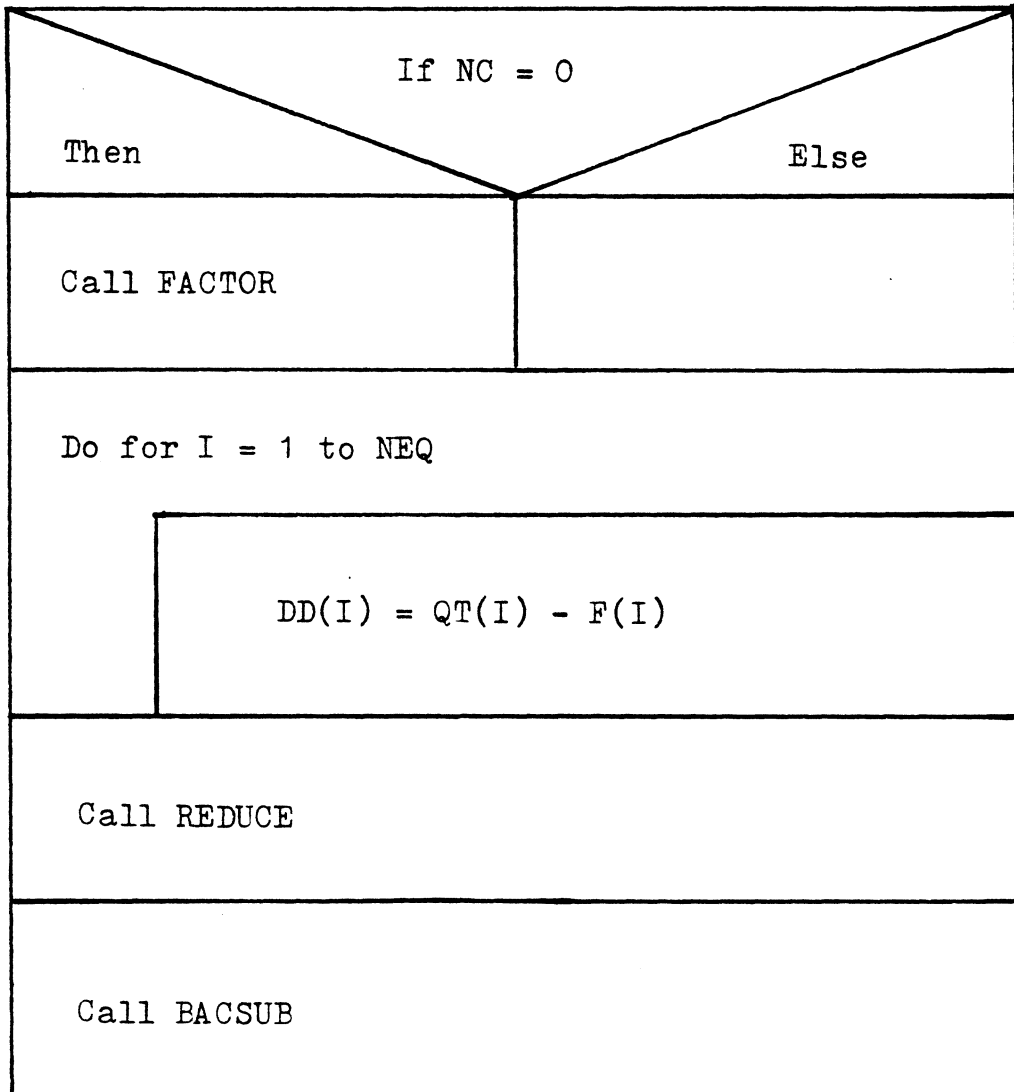 If NC = 0
Then
Else
Call FACTOR
Do for I = 1 to NEQ
DD(I) = QT(I) - F(I)
Call REDUCE
Call BACSUB